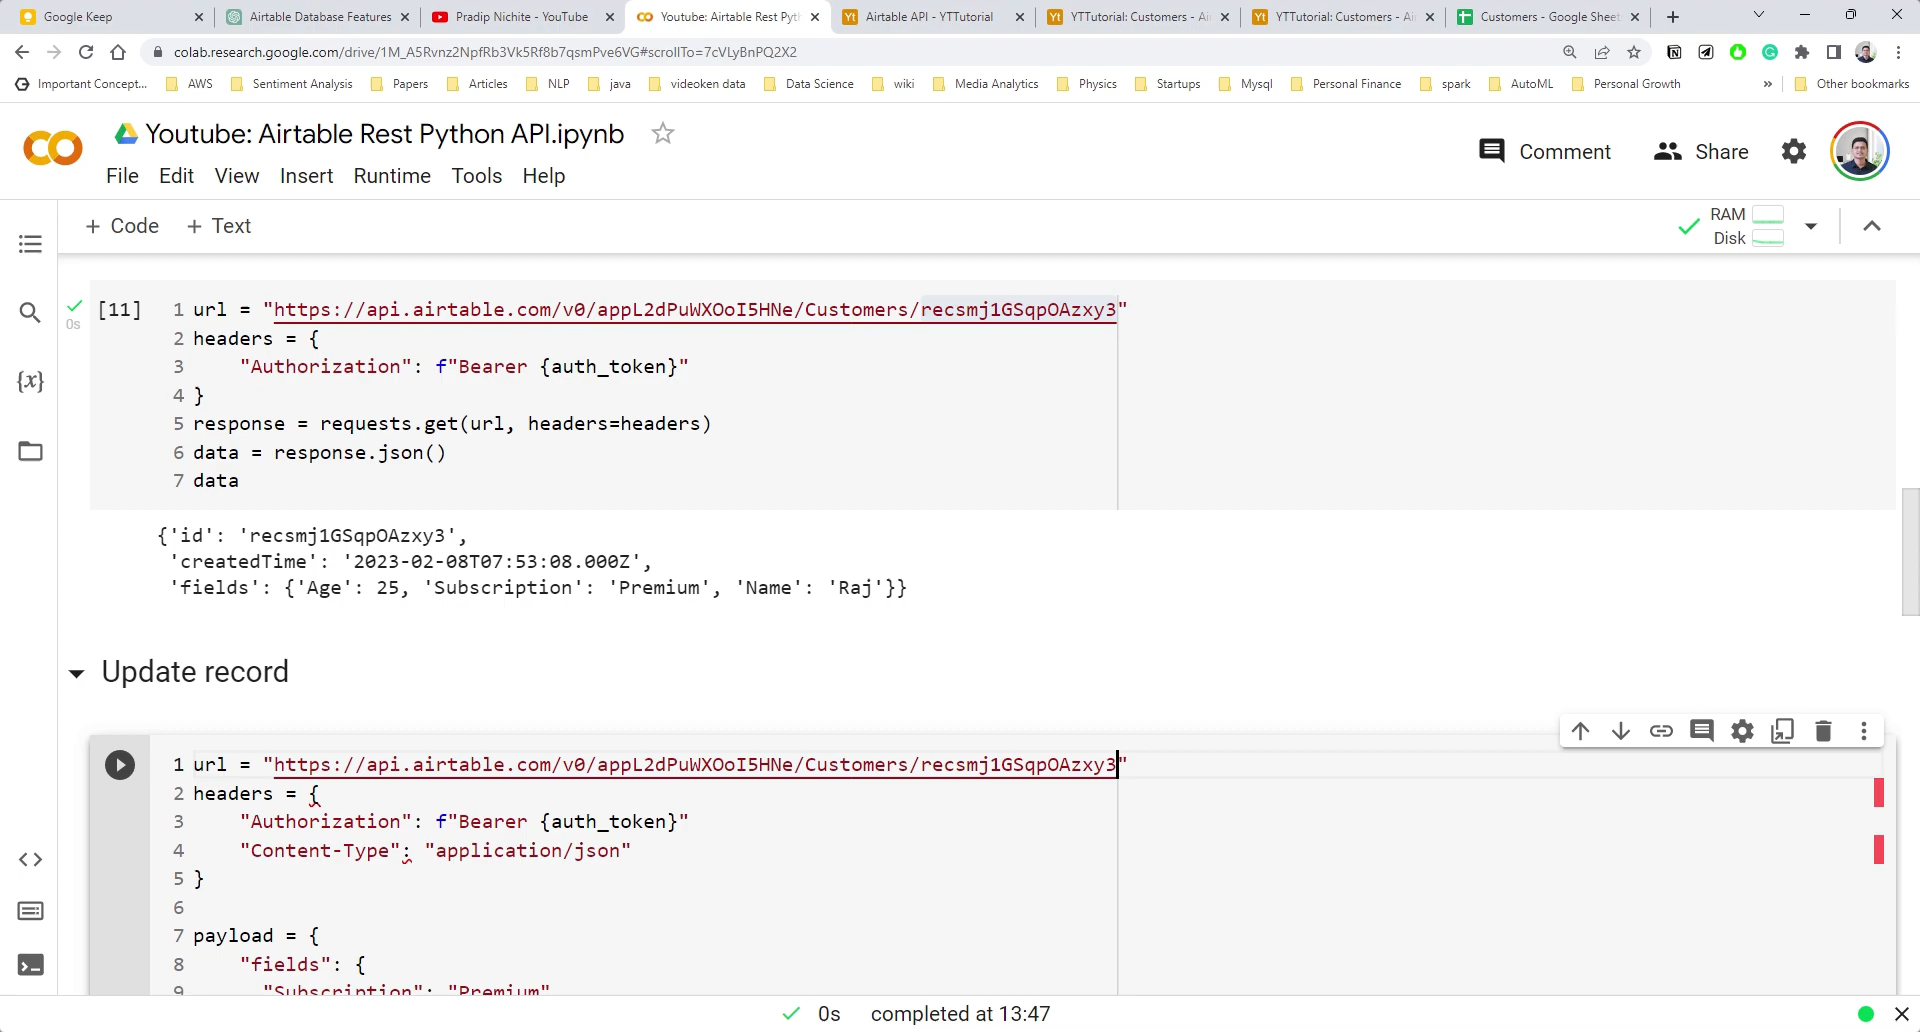 Google Keep
Airtable Database Features
Pradip Nichite - YouTube
Youtube: Airtable Rest Pyth
Airtable API - YTTutorial
YTTutorial: Customers - Ai
YTTutorial: Customers - Ai
Customers - Google Sheet
colab.research.google.com/drive/1M_A5Rvnz2NpfRb3Vk5Rf8b7qsmPve6VG#scrollTo=7cVLyBnPQ2X2
Important Concept... AWS Sentiment Analysis Papers Articles NLP java videoken data Data Science wiki Media Analytics Physics Startups Mysql Personal Finance spark AutoML Personal Growth » Other bookmarks
Youtube: Airtable Rest Python API.ipynb
Comment Share
File Edit View Insert Runtime Tools Help
+ Code + Text
RAM
Disk
[11] 1 url = "https://api.airtable.com/v0/appL2dPuWXOoI5HNe/Customers/recsmj1GSqpOAzxy3"
0s
2 headers = {
3 "Authorization": f"Bearer {auth_token}"
4 }
5 response = requests.get(url, headers=headers)
6 data = response.json()
7 data
{'id': 'recsmj1GSqpOAzxy3',
'createdTime': '2023-02-08T07:53:08.000Z',
'fields': {'Age': 25, 'Subscription': 'Premium', 'Name': 'Raj'}}
Update record
1 url = "https://api.airtable.com/v0/appL2dPuWXOoI5HNe/Customers/recsmj1GSqpOAzxy3"
2 headers = {
3 "Authorization": f"Bearer {auth_token}"
4 "Content-Type": "application/json"
5 }
6
7 payload = {
8 "fields": {
9 "Subscription": "Premium"
0s completed at 13:47